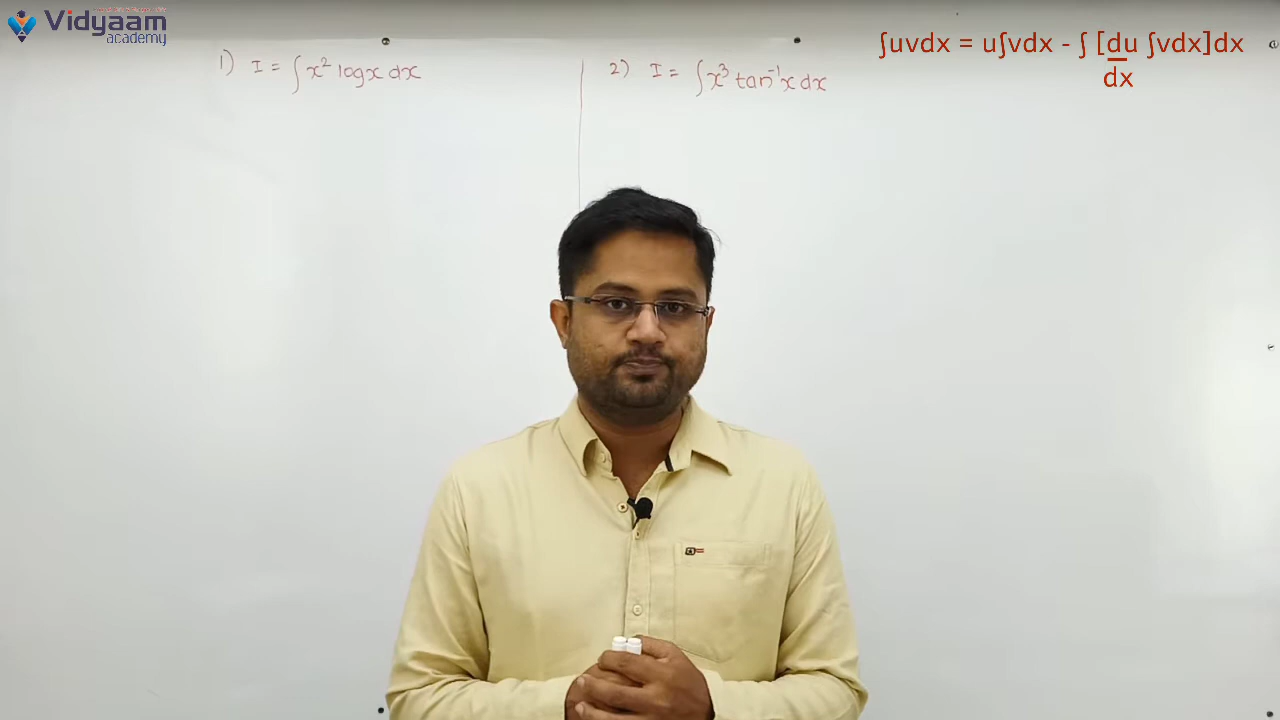 Vidyaam
academy
1) I = ∫ x² logx dx
2) I = ∫ x³ tan⁻¹x dx
∫uvdx = u∫vdx - ∫ [du ∫vdx]dx
dx